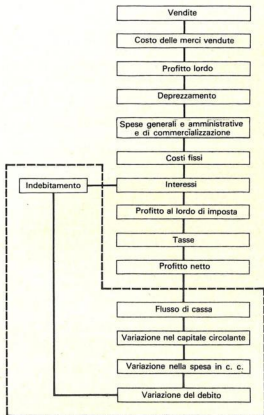 Vendite
Costo delle merci vendute
Profitto lordo
Deprezzamento
Spese generali e amministrative
e di commercializzazione
Costi fissi
Indebitamento
Interessi
Profitto al lordo di imposta
Tasse
Profitto netto
Flusso di cassa
Variazione nel capitale circolante
Variazione nella spesa in c. c.
Variazione del debito